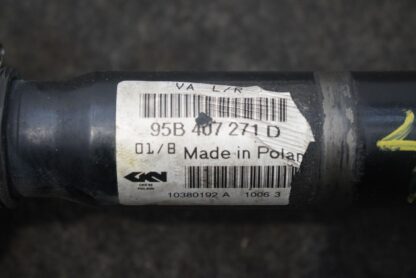 VA L/R
95B 407 271 D
01/8 Made in Polan
GKN
10380192 A 1006 3